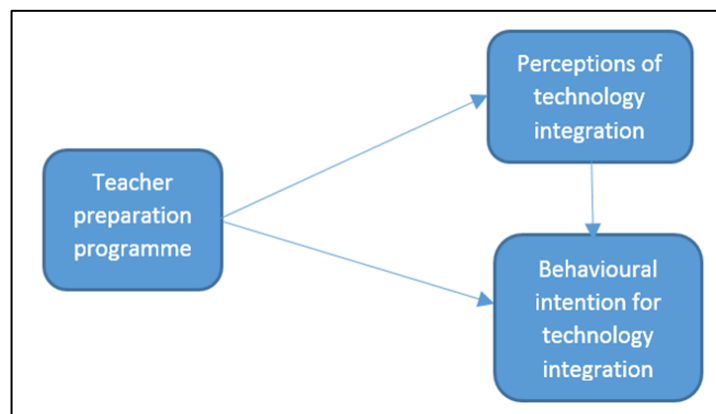 Teacher
preparation
programme
Perceptions of
technology
integration
Behavioural
intention for
technology
integration